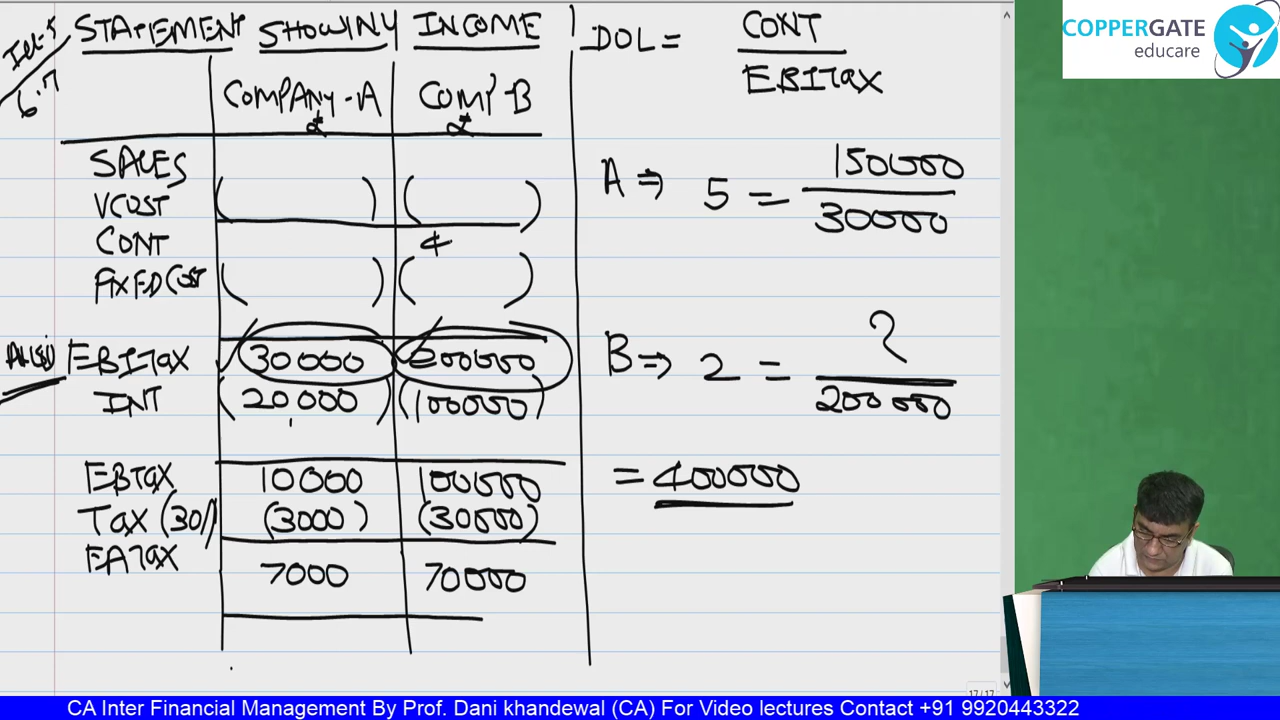 STATEMENT SHOWING INCOME
COMPANY-A COMP' B
SALES
VCOST ( ) ( )
CONT 4
FIXED COST ( ) ( )
EBITax 30000 200000
INT (20,000) (100000)
EBTax 10000 100000
Tax (30%) (3000) (30000)
EATax 7000 70000
6.7
DOL = CONT
EBITax
A ⇒ 5 = 150000
30000
B ⇒ 2 = ?
200000
= 400000
COPPERGATE
educare
17/17
CA Inter Financial Management By Prof. Dani khandewal (CA) For Video lectures Contact +91 9920443322